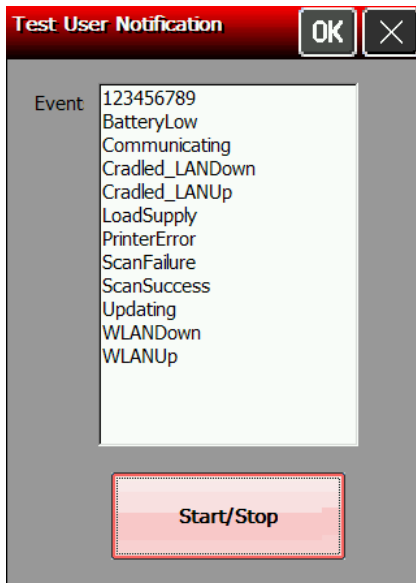 Test User Notification
OK
Event
123456789
BatteryLow
Communicating
Cradled_LANDown
Cradled_LANUp
LoadSupply
PrinterError
ScanFailure
ScanSuccess
Updating
WLANDown
WLANUp
Start/Stop